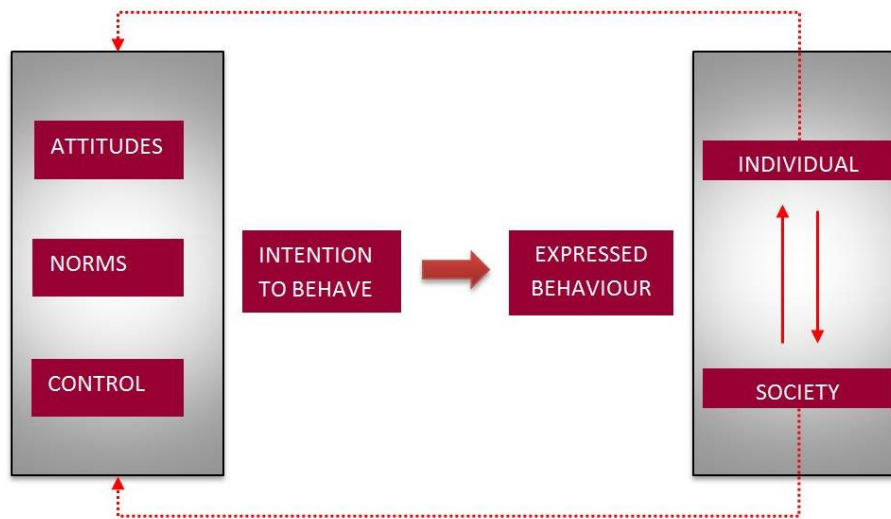 ATTITUDES
NORMS
CONTROL
INTENTION
TO BEHAVE
EXPRESSED
BEHAVIOUR
INDIVIDUAL
SOCIETY